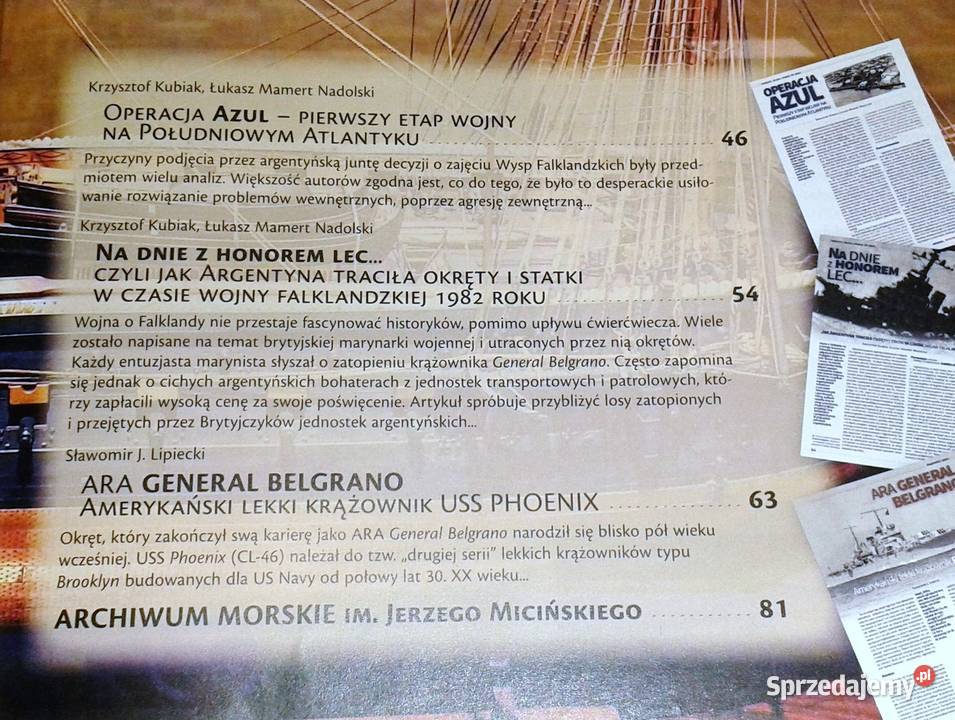 Krzysztof Kubiak, Łukasz Mamert Nadolski
OPERACJA AZUL – PIERWSZY ETAP WOJNY
NA POŁUDNIOWYM ATLANTYKU 46
Przyczyny podjęcia przez argentyńską juntę decyzji o zajęciu Wysp Falklandzkich były przed-
miotem wielu analiz. Większość autorów zgodna jest, co do tego, że było to desperackie usiło-
wanie rozwiązanie problemów wewnętrznych, poprzez agresję zewnętrzną...
Krzysztof Kubiak, Łukasz Mamert Nadolski
NA DNIE Z HONOREM LEC...
CZYLI JAK ARGENTYNA TRACIŁA OKRĘTY I STATKI
W CZASIE WOJNY FALKLANDZKIEJ 1982 ROKU 54
Wojna o Falklandy nie przestaje fascynować historyków, pomimo upływu ćwierćwiecza. Wiele
zostało napisane na temat brytyjskiej marynarki wojennej i utraconych przez nią okrętów.
Każdy entuzjasta marynista słyszał o zatopieniu krążownika General Belgrano. Często zapomina
się jednak o cichych argentyńskich bohaterach z jednostek transportowych i patrolowych, któ-
rzy zapłacili wysoką cenę za swoje poświęcenie. Artykuł spróbuje przybliżyć losy zatopionych
i przejętych przez Brytyjczyków jednostek argentyńskich...
Sławomir J. Lipiecki
ARA GENERAL BELGRANO
AMERYKAŃSKI LEKKI KRĄŻOWNIK USS PHOENIX 63
Okręt, który zakończył swą karierę jako ARA General Belgrano narodził się blisko pół wieku
wcześniej. USS Phoenix (CL-46) należał do tzw. „drugiej serii” lekkich krążowników typu
Brooklyn budowanych dla US Navy od połowy lat 30. XX wieku...
ARCHIWUM MORSKIE IM. JERZEGO MICIŃSKIEGO 81
OPERACJA
AZUL
PIERWSZY ETAP WOJNY NA
POŁUDNIOWYM ATLANTYKU
NA DNIE
Z HONOREM
LEC...
ARA GENERAL
BELGRANO
Sprzedajemy.pl